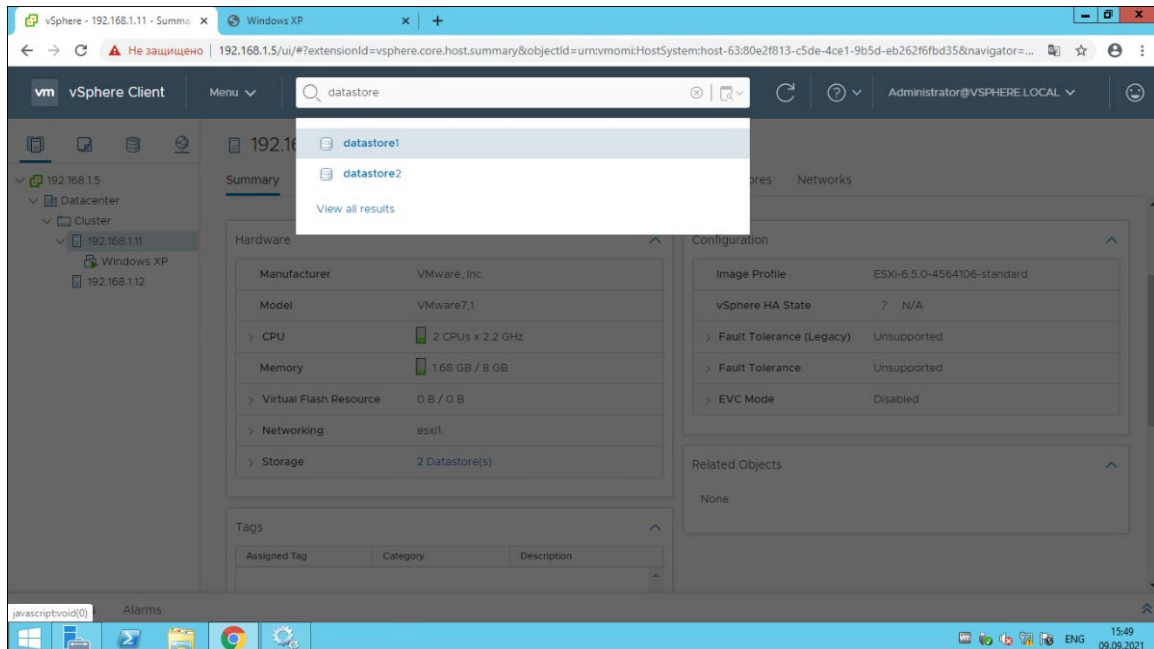 vSphere - 192.168.1.11 - Summa
Windows XP
Не защищено
192.168.1.5/ui/#?extensionId=vsphere.core.host.summary&objectId=urn:vmomi:HostSystem:host-63:80e2f813-c5de-4ce1-9b5d-eb262f6fbd35&navigator=...
vm vSphere Client
Menu
datastore
Administrator@VSPHERE.LOCAL
datastore1
datastore2
View all results
192.168.1.5
Datacenter
Cluster
192.168.1.11
Windows XP
192.168.1.12
Summary
Networks
Hardware
Manufacturer VMware, Inc.
Model VMware7,1
CPU 2 CPUs x 2.2 GHz
Memory 1.68 GB / 8 GB
Virtual Flash Resource 0 B / 0 B
Networking esxi1.
Storage 2 Datastore(s)
Tags
Assigned Tag Category Description
Configuration
Image Profile ESXi-6.5.0-4564106-standard
vSphere HA State ? N/A
Fault Tolerance (Legacy) Unsupported
Fault Tolerance Unsupported
EVC Mode Disabled
Related Objects
None
javascript:void(0)
Alarms
ENG
15:49
09.09.2021